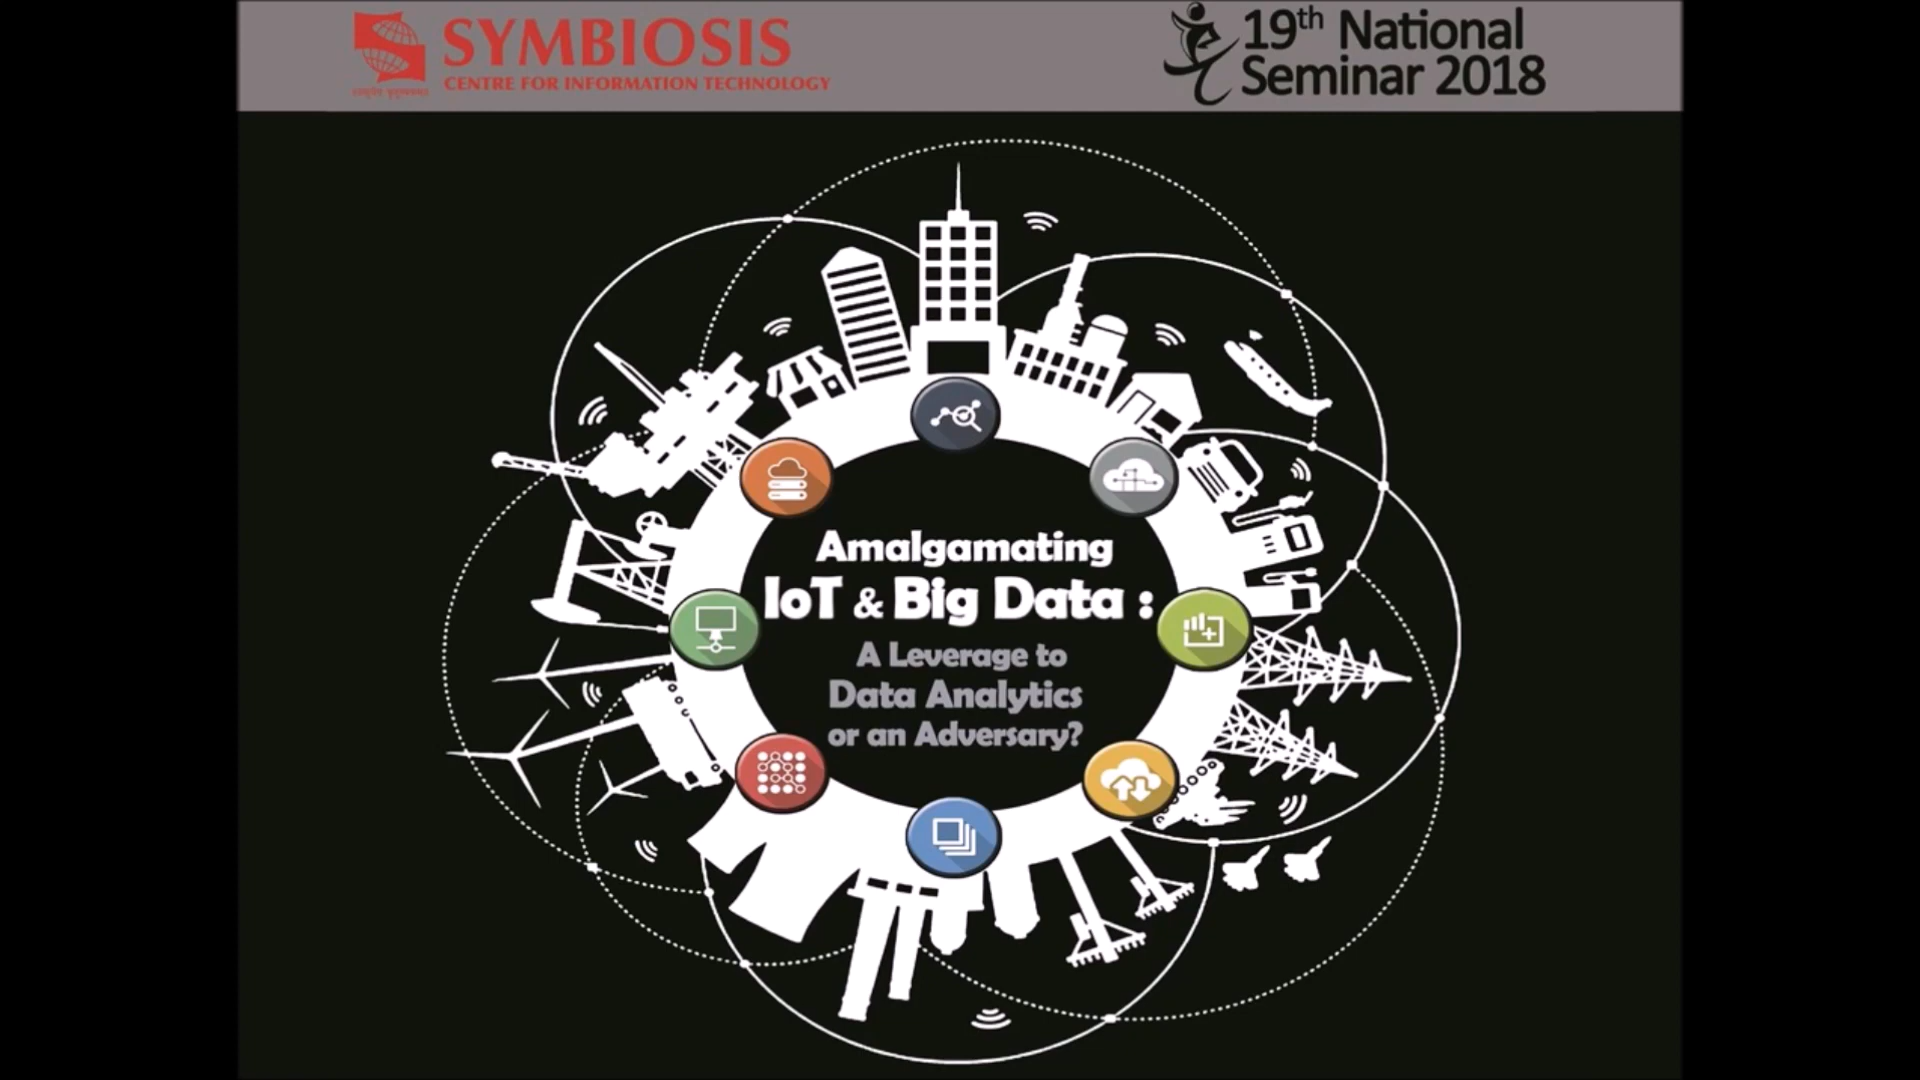 SYMBIOSIS
CENTRE FOR INFORMATION TECHNOLOGY
19th National
Seminar 2018
Amalgamating
IoT & Big Data :
A Leverage to
Data Analytics
or an Adversary?